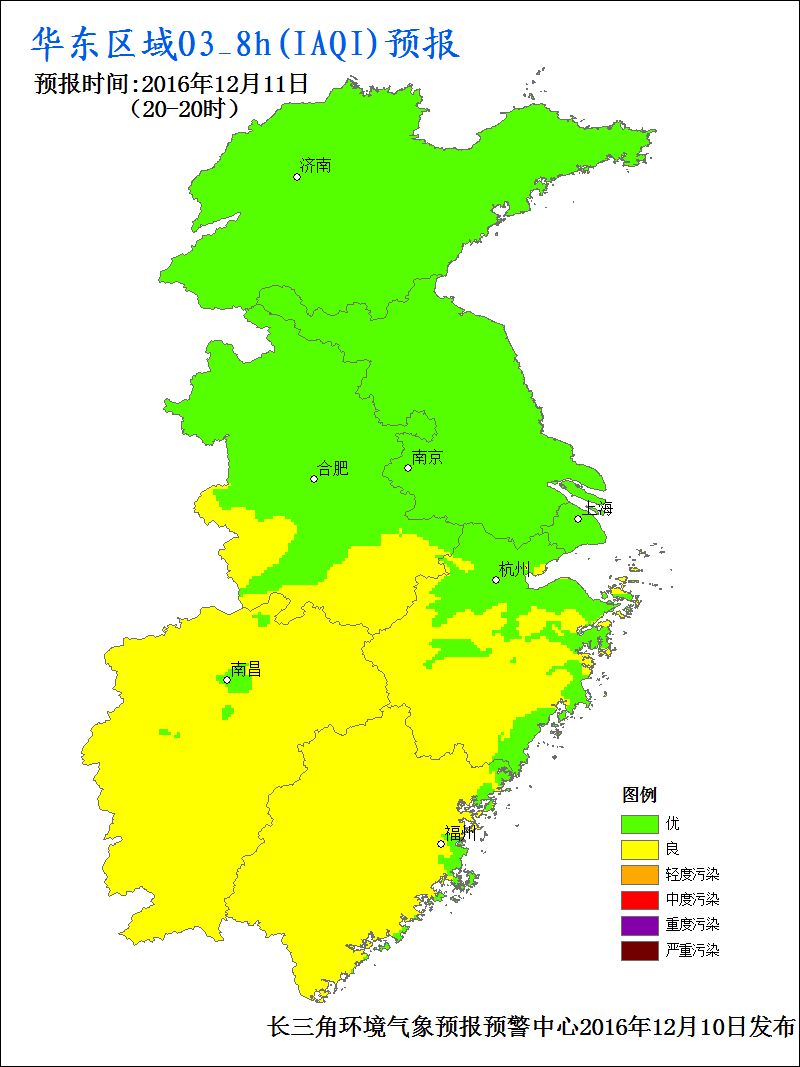 华东区域O3_8h(IAQI)预报
预报时间:2016年12月11日
（20-20时）
济南
南京
合肥
上海
杭州
南昌
福州
图例
优
良
轻度污染
中度污染
重度污染
严重污染
长三角环境气象预报预警中心2016年12月10日发布